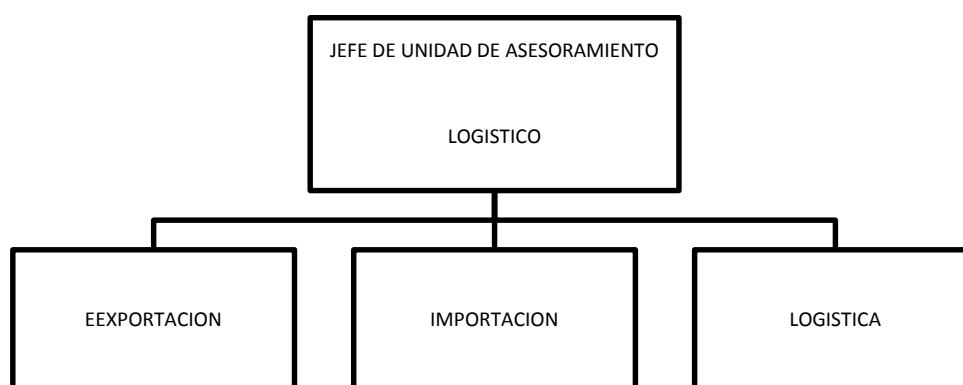 JEFE DE UNIDAD DE ASESORAMIENTO
LOGISTICO
EEXPORTACION
IMPORTACION
LOGISTICA